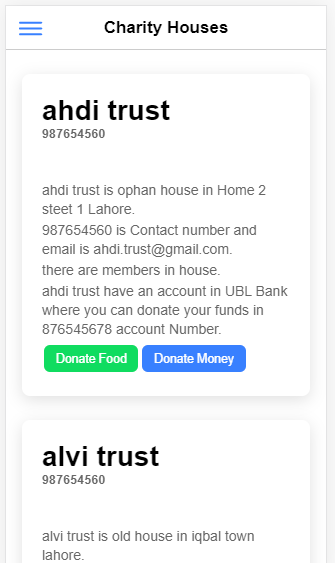 Charity Houses
ahdi trust
987654560
ahdi trust is ophan house in Home 2
steet 1 Lahore.
987654560 is Contact number and
email is ahdi.trust@gmail.com.
there are members in house.
ahdi trust have an account in UBL Bank
where you can donate your funds in
876545678 account Number.
Donate Food Donate Money
alvi trust
987654560
alvi trust is old house in iqbal town
lahore.